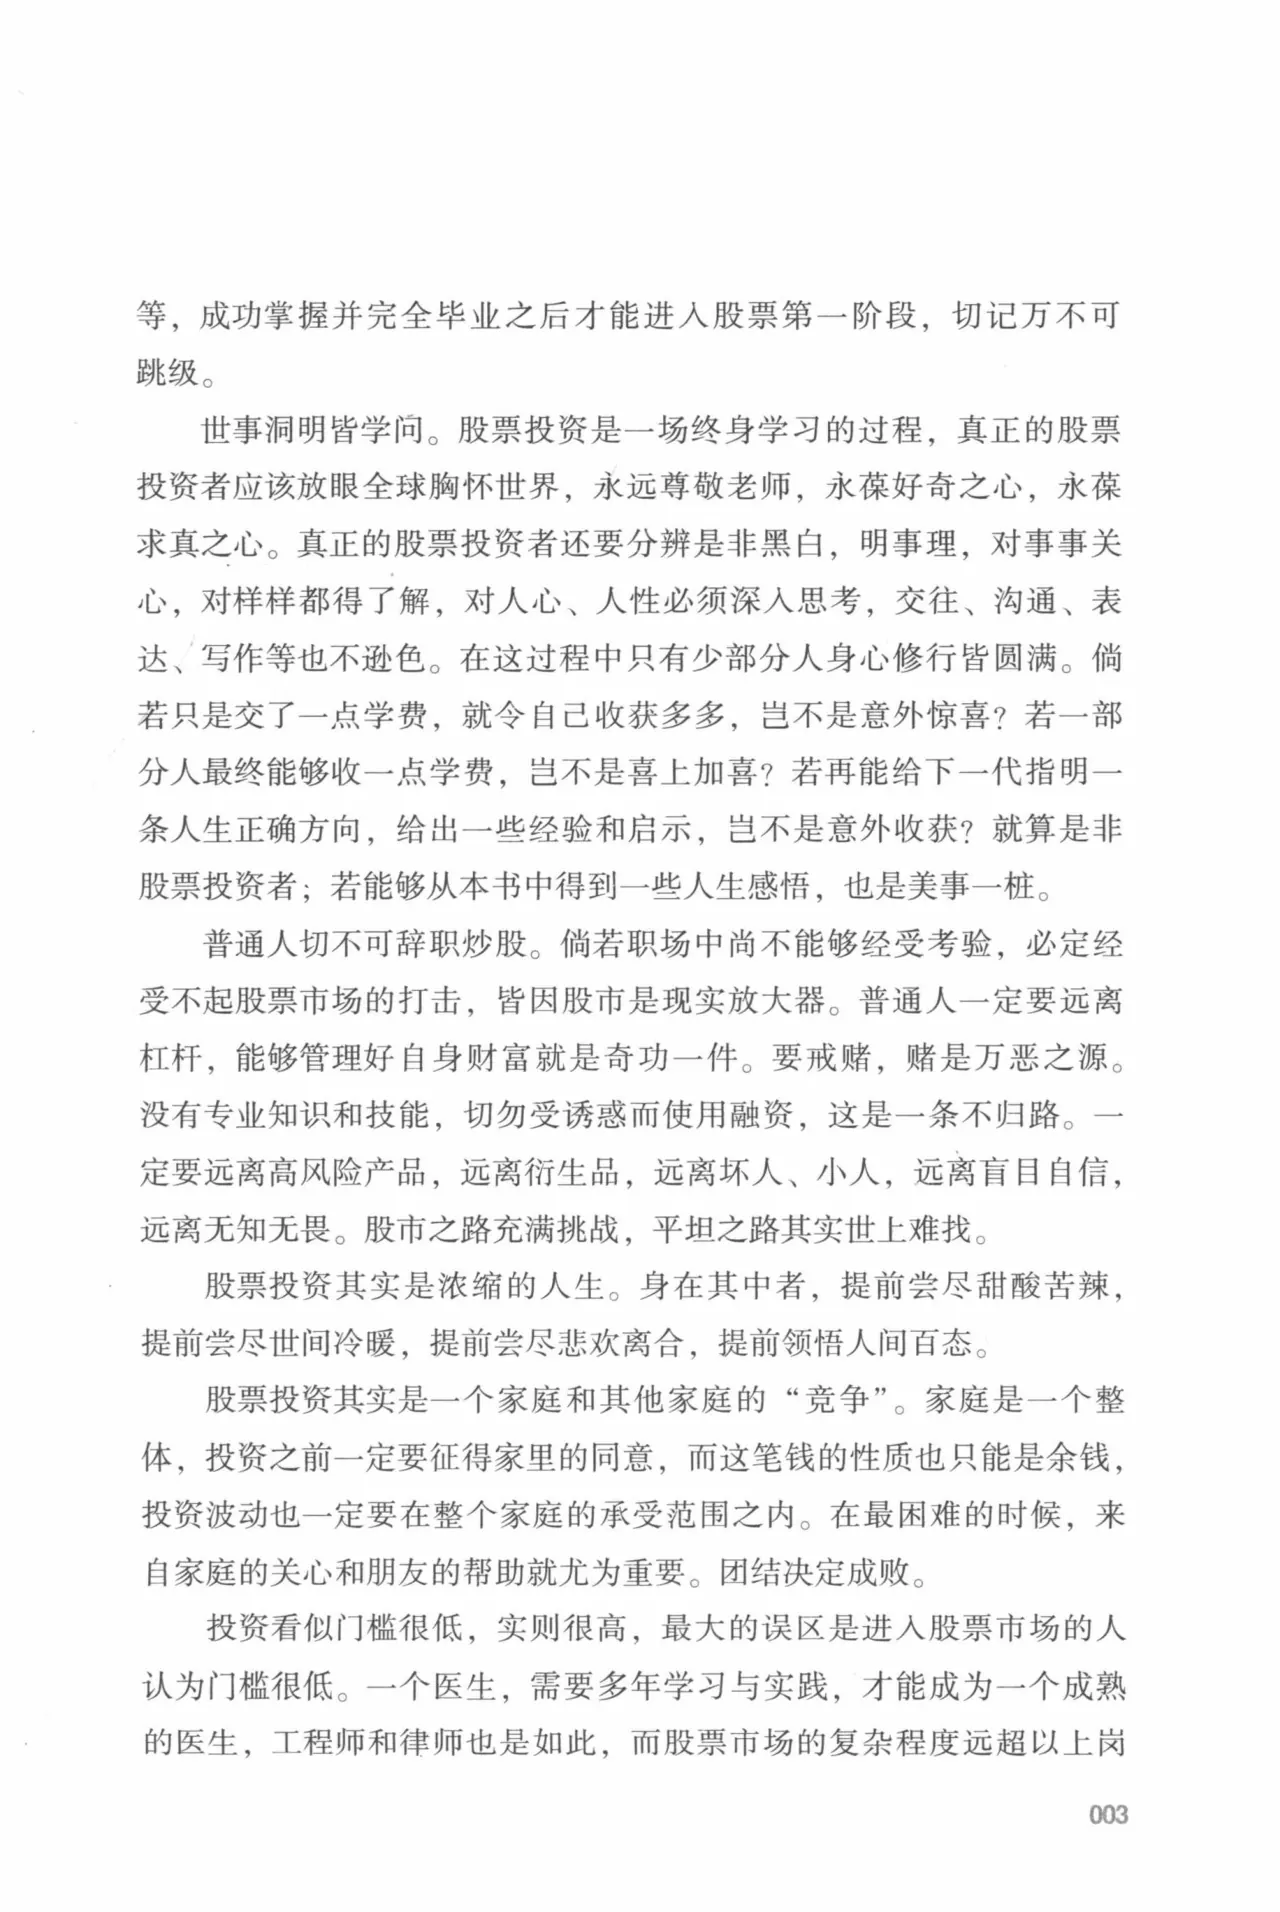 等，成功掌握并完全毕业之后才能进入股票第一阶段，切记万不可
跳级。
世事洞明皆学问。股票投资是一场终身学习的过程，真正的股票
投资者应该放眼全球胸怀世界，永远尊敬老师，永葆好奇之心，永葆
求真之心。真正的股票投资者还要分辨是非黑白，明事理，对事事关
心，对样样都得了解，对人心、人性必须深入思考，交往、沟通、表
达、写作等也不逊色。在这过程中只有少部分人身心修行皆圆满。倘
若只是交了一点学费，就令自己收获多多，岂不是意外惊喜？若一部
分人最终能够收一点学费，岂不是喜上加喜？若再能给下一代指明一
条人生正确方向，给出一些经验和启示，岂不是意外收获？就算是非
股票投资者；若能够从本书中得到一些人生感悟，也是美事一桩。
普通人切不可辞职炒股。倘若职场中尚不能够经受考验，必定经
受不起股票市场的打击，皆因股市是现实放大器。普通人一定要远离
杠杆，能够管理好自身财富就是奇功一件。要戒赌，赌是万恶之源。
没有专业知识和技能，切勿受诱惑而使用融资，这是一条不归路。一
定要远离高风险产品，远离衍生品，远离坏人、小人，远离盲目自信，
远离无知无畏。股市之路充满挑战，平坦之路其实世上难找。
股票投资其实是浓缩的人生。身在其中者，提前尝尽甜酸苦辣，
提前尝尽世间冷暖，提前尝尽悲欢离合，提前领悟人间百态。
股票投资其实是一个家庭和其他家庭的“竞争”。家庭是一个整
体，投资之前一定要征得家里的同意，而这笔钱的性质也只能是余钱，
投资波动也一定要在整个家庭的承受范围之内。在最困难的时候，来
自家庭的关心和朋友的帮助就尤为重要。团结决定成败。
投资看似门槛很低，实则很高，最大的误区是进入股票市场的人
认为门槛很低。一个医生，需要多年学习与实践，才能成为一个成熟
的医生，工程师和律师也是如此，而股票市场的复杂程度远超以上岗
003